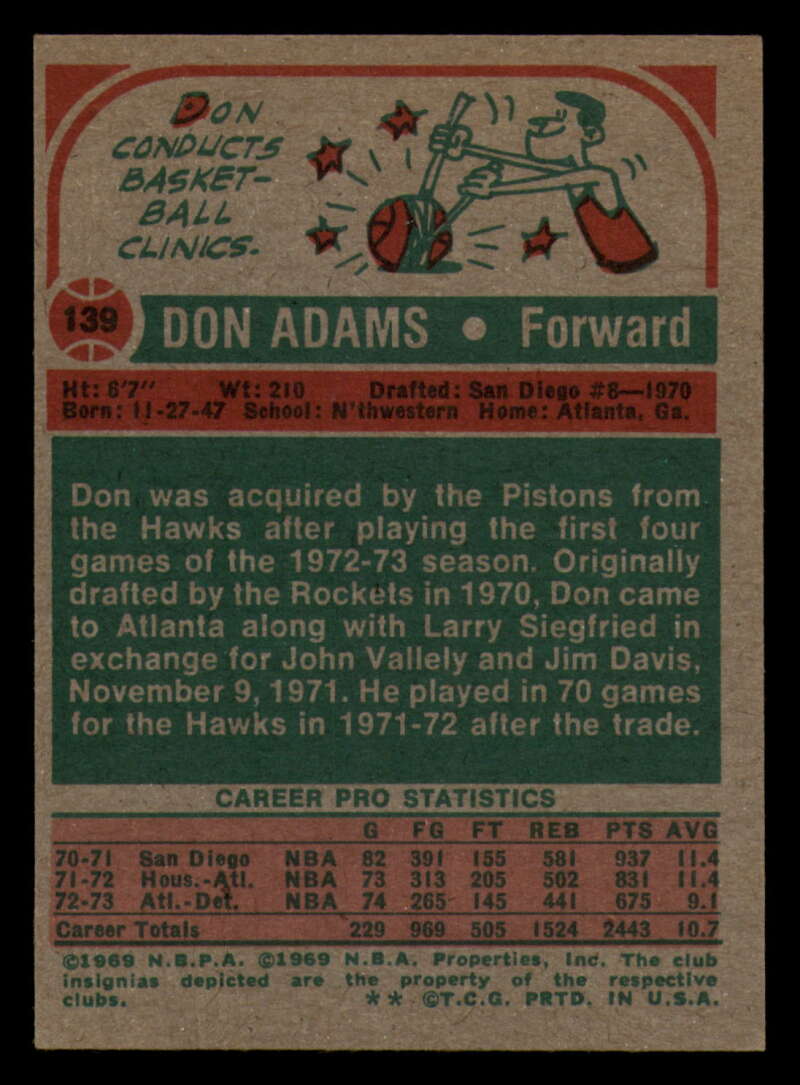 DON
CONDUCTS
BASKET-
BALL
CLINICS.
139
DON ADAMS • Forward
Ht: 6'7" Wt: 210 Drafted: San Diego #8—1970
Born: 11-27-47 School: N'thwestern Home: Atlanta, Ga.
Don was acquired by the Pistons from
the Hawks after playing the first four
games of the 1972-73 season. Originally
drafted by the Rockets in 1970, Don came
to Atlanta along with Larry Siegfried in
exchange for John Vallely and Jim Davis,
November 9, 1971. He played in 70 games
for the Hawks in 1971-72 after the trade.
CAREER PRO STATISTICS
G FG FT REB PTS AVG
70-71 San Diego NBA 82 391 155 581 937 11.4
71-72 Hous.-Atl. NBA 73 313 205 502 831 11.4
72-73 Atl.-Det. NBA 74 265 145 441 675 9.1
Career Totals 229 969 505 1524 2443 10.7
©1969 N.B.P.A. ©1969 N.B.A. Properties, Inc. The club
insignias depicted are the property of the respective
clubs. ** ©T.C.G. PRTD. IN U.S.A.